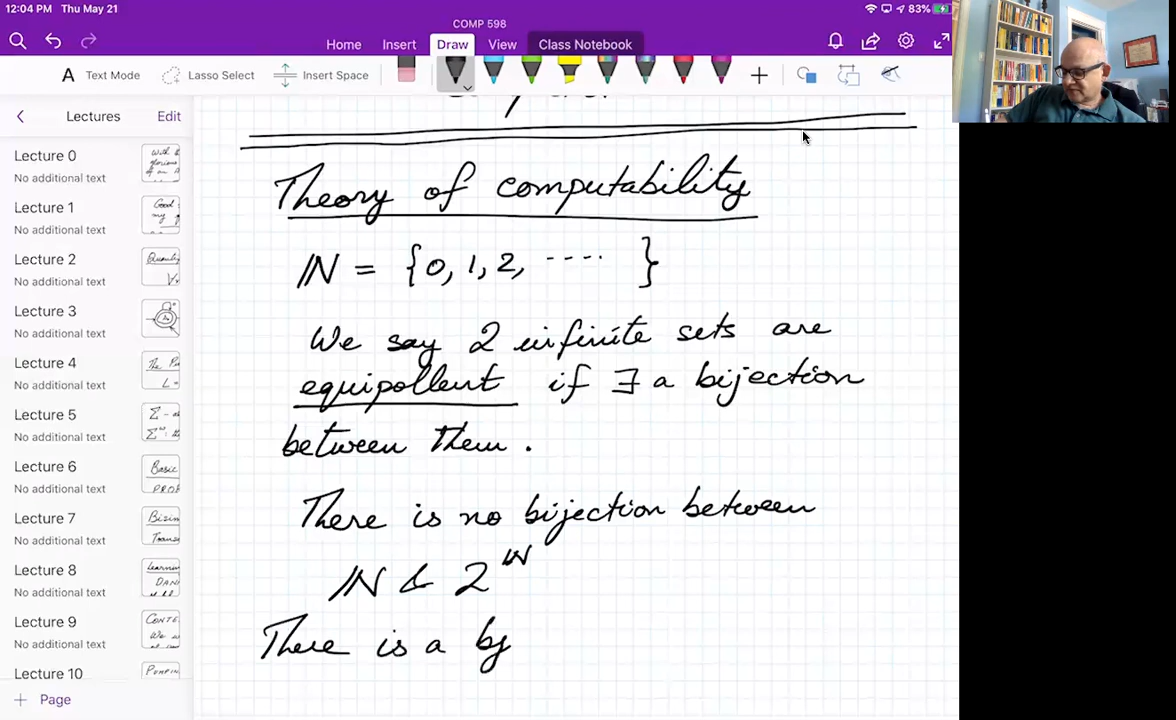 12:04 PM Thu May 21
83%
COMP 598
Home Insert Draw View Class Notebook
A Text Mode Lasso Select Insert Space
Lectures Edit
Lecture 0
No additional text
Lecture 1
No additional text
Lecture 2
No additional text
Lecture 3
No additional text
Lecture 4
No additional text
Lecture 5
No additional text
Lecture 6
No additional text
Lecture 7
No additional text
Lecture 8
No additional text
Lecture 9
No additional text
Lecture 10
No additional text
+ Page
Theory of computability
ℕ = {0, 1, 2, ···· }
We say 2 infinite sets are
equipollent if ∃ a bijection
between them.
There is no bijection between
ℕ & 2^ℕ
There is a bij